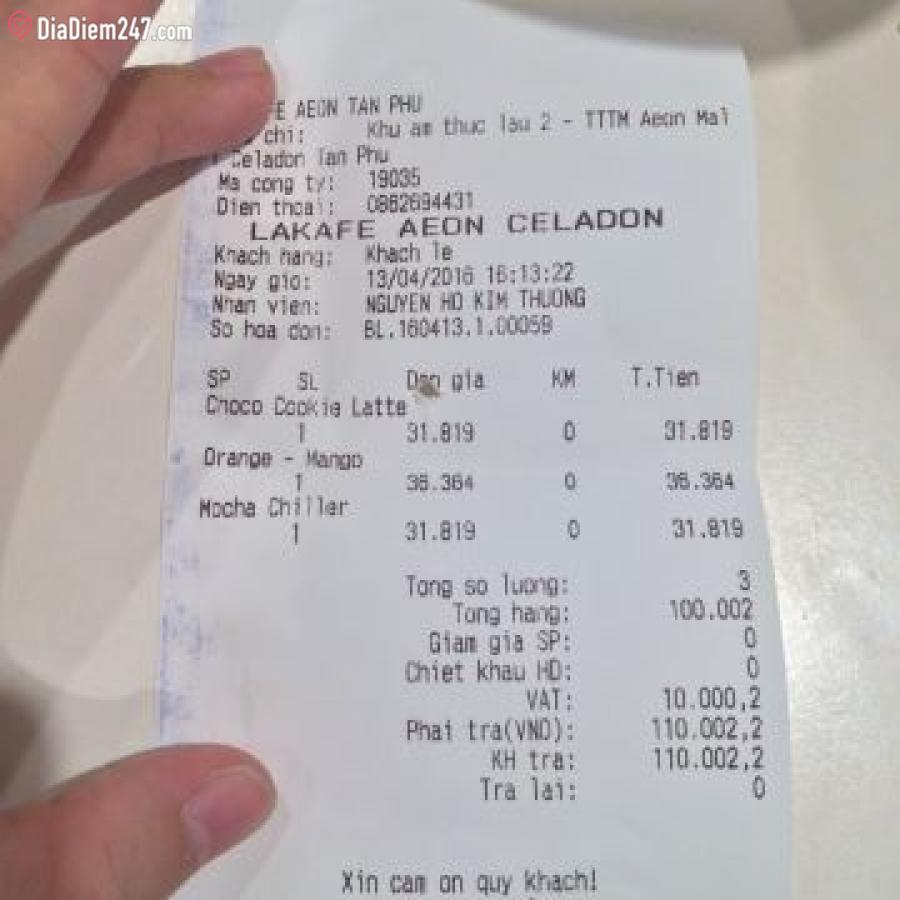 DiaDiem247.com
E AEON TAN PHU
chi: Khu am thuc lau 2 - TTTM Aeon Mal
Celadon Tan Phu
Ma cong ty: 19035
Dien thoai: 0862694431
LAKAFE AEON CELADON
Khach hang: Khach le
Ngay gio: 13/04/2016 16:13:22
Nhan vien: NGUYEN HO KIM THUONG
So hoa don: BL.160413.1.00059
SP SL Don gia KM T.Tien
Choco Cookie Latte
1 31.819 0 31.819
Orange - Mango
1 36.364 0 36.364
Mocha Chiller
1 31.819 0 31.819
Tong so luong: 3
Tong hang: 100.002
Giam gia SP: 0
Chiet khau HD: 0
VAT: 10.000,2
Phai tra(VND): 110.002,2
KH tra: 110.002,2
Tra lai: 0
Xin cam on quy khach!